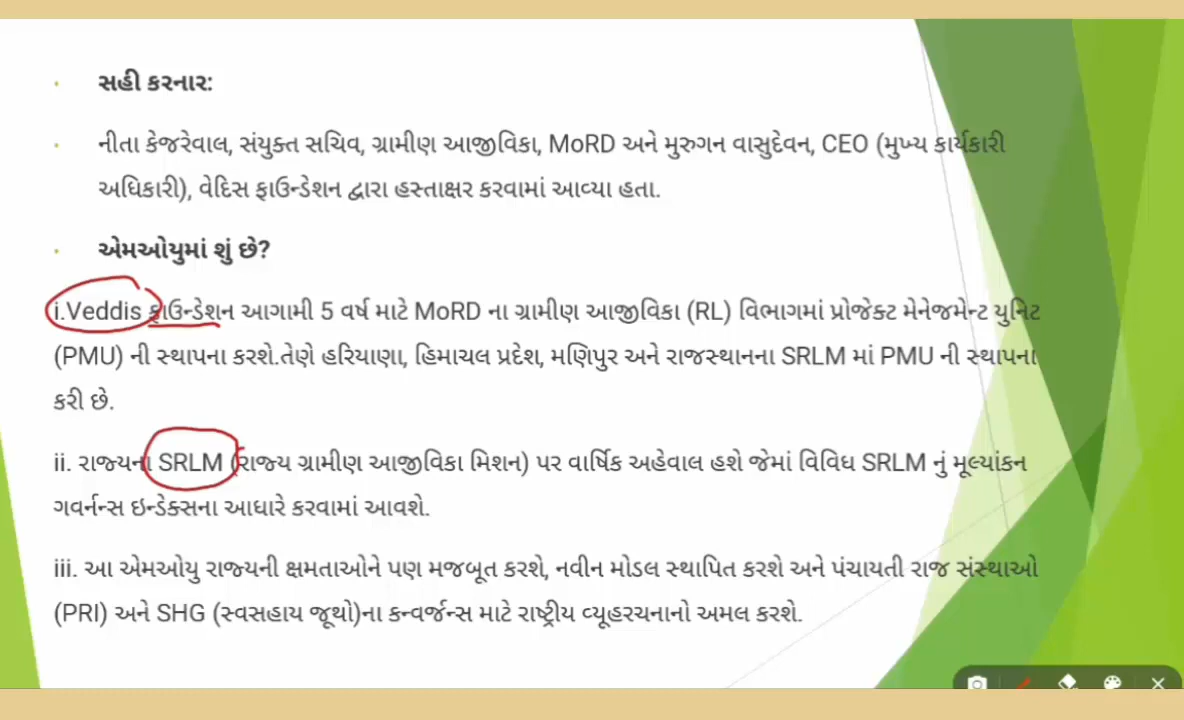 સહી કરનાર:
નીતા કેજરેવાલ, સંયુક્ત સચિવ, ગ્રામીણ આજીવિકા, MoRD અને મુરુગન વાસુદેવન, CEO (મુખ્ય કાર્યકારી
અધિકારી), વેદિસ ફાઉન્ડેશન દ્વારા હસ્તાક્ષર કરવામાં આવ્યા હતા.
એમઓયુમાં શું છે?
i.Veddis ફાઉન્ડેશન આગામી 5 વર્ષ માટે MoRD ના ગ્રામીણ આજીવિકા (RL) વિભાગમાં પ્રોજેક્ટ મેનેજમેન્ટ યુનિટ
(PMU) ની સ્થાપના કરશે.તેણે હરિયાણા, હિમાચલ પ્રદેશ, મણિપુર અને રાજસ્થાનના SRLM માં PMU ની સ્થાપના
કરી છે.
ii. રાજ્યના SRLM (રાજ્ય ગ્રામીણ આજીવિકા મિશન) પર વાર્ષિક અહેવાલ હશે જેમાં વિવિધ SRLM નું મૂલ્યાંકન
ગવર્નન્સ ઇન્ડેક્સના આધારે કરવામાં આવશે.
iii. આ એમઓયુ રાજ્યની ક્ષમતાઓને પણ મજબૂત કરશે, નવીન મોડલ સ્થાપિત કરશે અને પંચાયતી રાજ સંસ્થાઓ
(PRI) અને SHG (સ્વસહાય જૂથો)ના કન્વર્જન્સ માટે રાષ્ટ્રીય વ્યૂહરચનાનો અમલ કરશે.